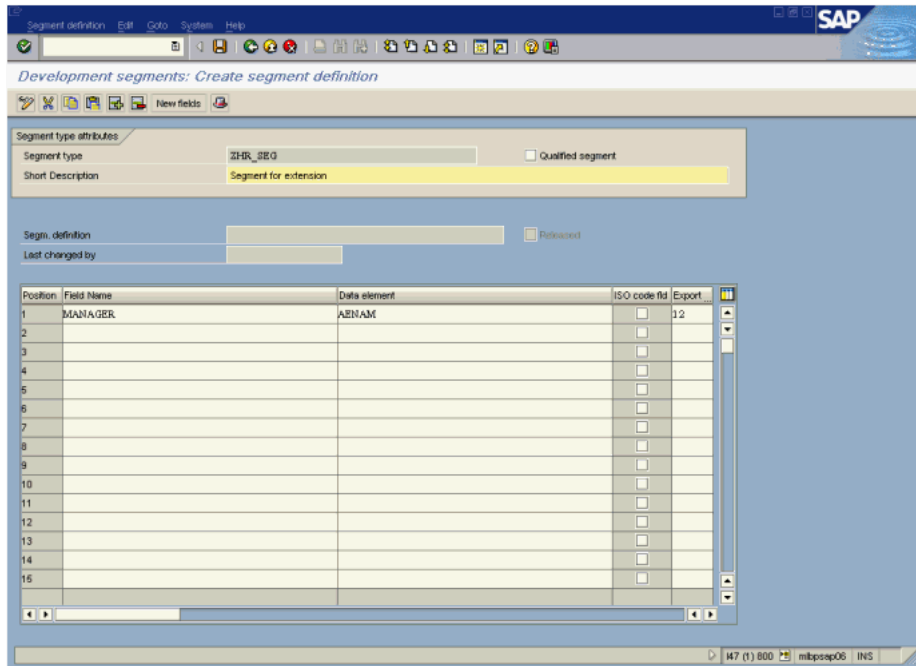 Segment definition Edit Goto System Help
SAP
Development segments: Create segment definition
New fields
Segment type attributes
Segment type ZHR_SEG Qualified segment
Short Description Segment for extension
Segm. definition Released
Last changed by
Position Field Name Data element ISO code fld Export ...
1 MANAGER AENAM 12
2
3
4
5
6
7
8
9
10
11
12
13
14
15
I47 (1) 800 mlbpsap06 INS